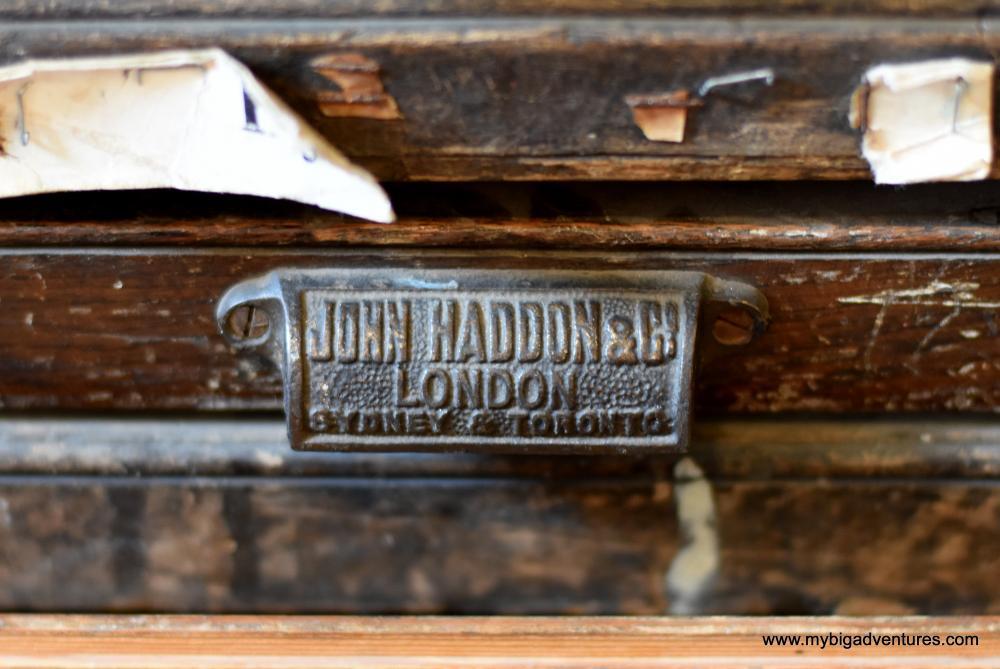 JOHN HADDON & Co
LONDON
SYDNEY & TORONTO
www.mybigadventures.com